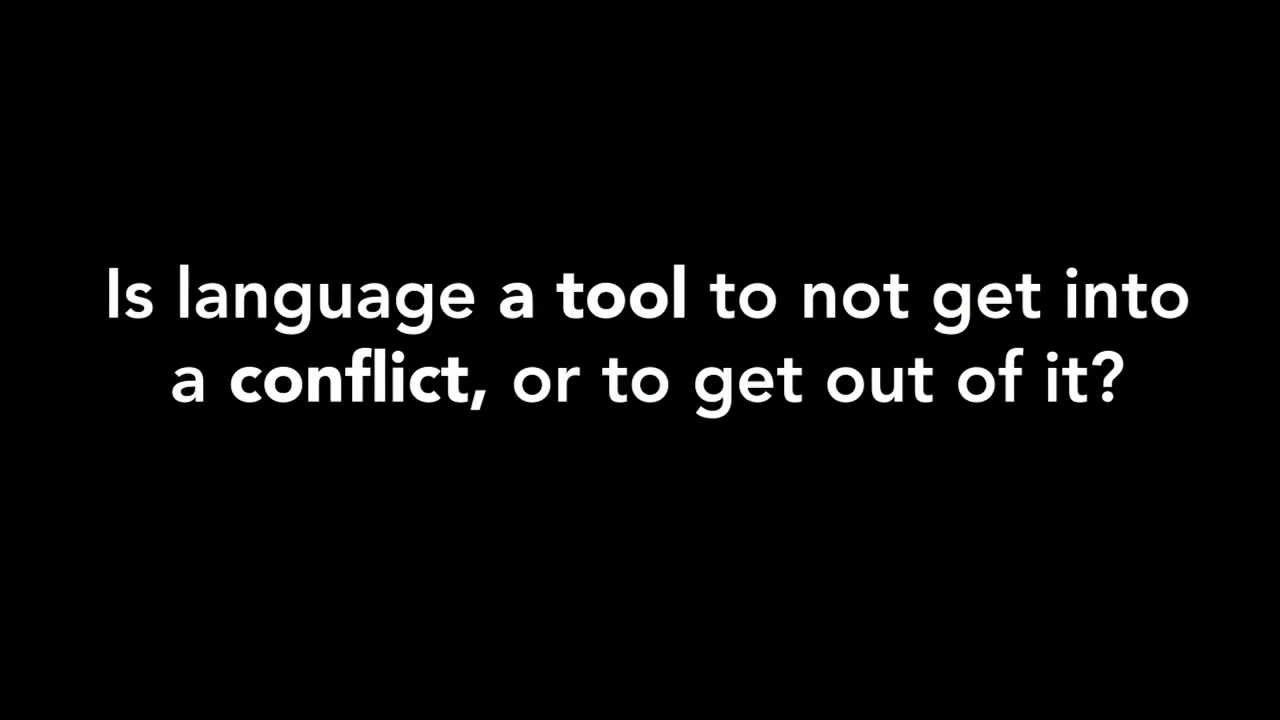 Is language a tool to not get into
a conflict, or to get out of it?